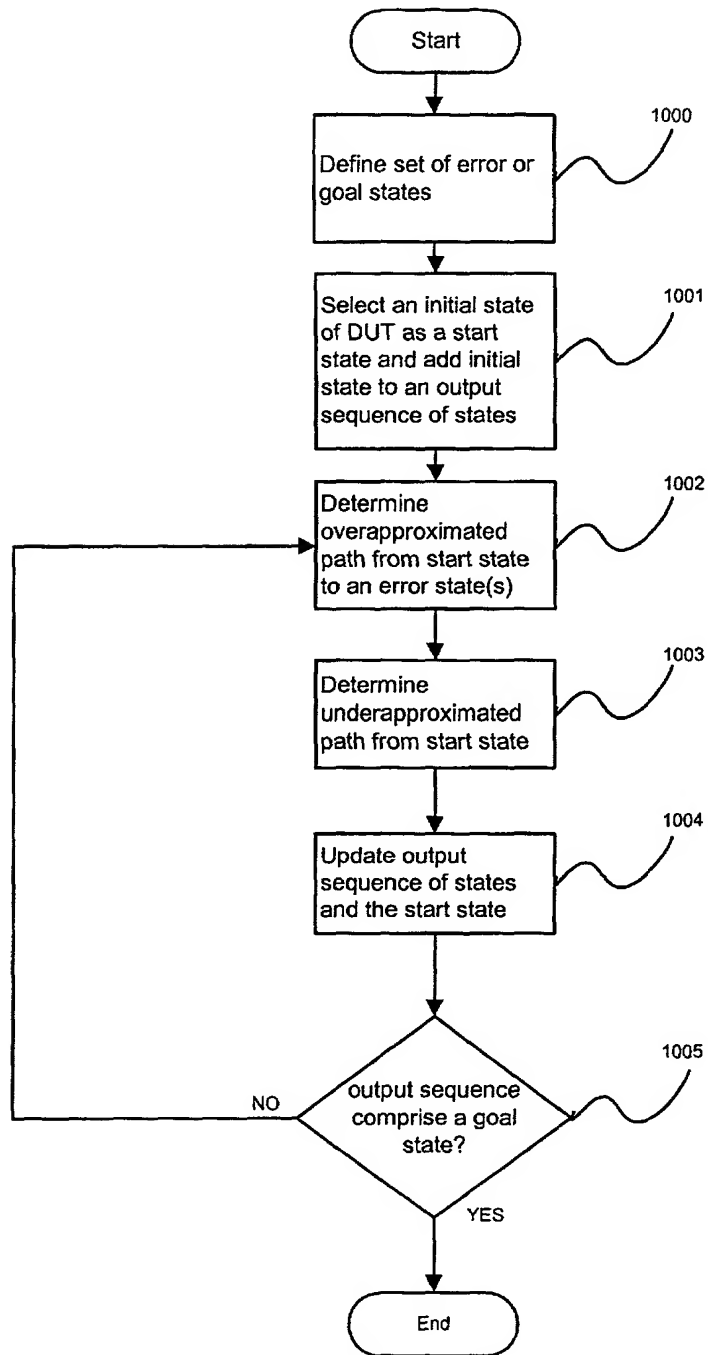 Start
1000
Define set of error or
goal states
1001
Select an initial state
of DUT as a start
state and add initial
state to an output
sequence of states
1002
Determine
overapproximated
path from start state
to an error state(s)
1003
Determine
underapproximated
path from start state
1004
Update output
sequence of states
and the start state
1005
output sequence
comprise a goal
state?
NO
YES
End